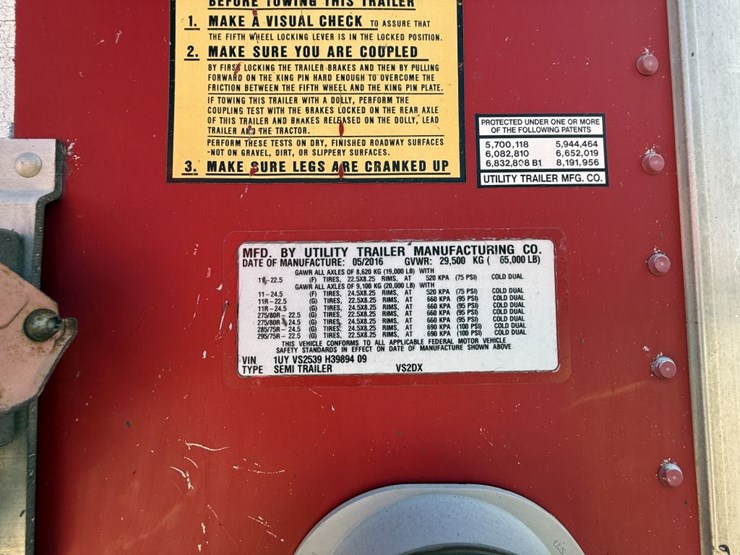 BEFORE TOWING THIS TRAILER
1. MAKE A VISUAL CHECK TO ASSURE THAT
THE FIFTH WHEEL LOCKING LEVER IS IN THE LOCKED POSITION.
2. MAKE SURE YOU ARE COUPLED
BY FIRST LOCKING THE TRAILER BRAKES AND THEN BY PULLING
FORWARD ON THE KING PIN HARD ENOUGH TO OVERCOME THE
FRICTION BETWEEN THE FIFTH WHEEL AND THE KING PIN PLATE.
IF TOWING THIS TRAILER WITH A DOLLY, PERFORM THE
COUPLING TEST WITH THE BRAKES LOCKED ON THE REAR AXLE
OF THIS TRAILER AND BRAKES RELEASED ON THE DOLLY, LEAD
TRAILER AND THE TRACTOR.
PERFORM THESE TESTS ON DRY, FINISHED ROADWAY SURFACES
-NOT ON GRAVEL, DIRT, OR SLIPPERY SURFACES.
3. MAKE SURE LEGS ARE CRANKED UP
PROTECTED UNDER ONE OR MORE
OF THE FOLLOWING PATENTS
5,700,118 5,944,464
6,082,810 6,652,019
6,832,808 B1 8,191,956
UTILITY TRAILER MFG. CO.
MFD. BY UTILITY TRAILER MANUFACTURING CO.
DATE OF MANUFACTURE: 05/2016 GVWR: 29,500 KG ( 65,000 LB)
GAWR ALL AXLES OF 8,620 KG (19,000 LB) WITH
11-22.5 (F) TIRES, 22.5X8.25 RIMS, AT 520 KPA (75 PSI) COLD DUAL
GAWR ALL AXLES OF 9,100 KG (20,000 LB) WITH
11-24.5 (F) TIRES, 24.5X8.25 RIMS, AT 520 KPA (75 PSI) COLD DUAL
11R-22.5 (G) TIRES, 22.5X8.25 RIMS, AT 660 KPA (95 PSI) COLD DUAL
11R-24.5 (G) TIRES, 24.5X8.25 RIMS, AT 660 KPA (95 PSI) COLD DUAL
275/80R - 22.5 (G) TIRES, 22.5X8.25 RIMS, AT 660 KPA (95 PSI) COLD DUAL
275/80R 24.5 (G) TIRES, 24.5X8.25 RIMS, AT 660 KPA (95 PSI) COLD DUAL
285/75R - 24.5 (G) TIRES, 24.5X8.25 RIMS, AT 690 KPA (100 PSI) COLD DUAL
295/75R - 22.5 (G) TIRES, 22.5X8.25 RIMS, AT 690 KPA (100 PSI) COLD DUAL
THIS VEHICLE CONFORMS TO ALL APPLICABLE FEDERAL MOTOR VEHICLE
SAFETY STANDARDS IN EFFECT ON DATE OF MANUFACTURE SHOWN ABOVE
VIN 1UY VS2539 H39894 09
TYPE SEMI TRAILER VS2DX